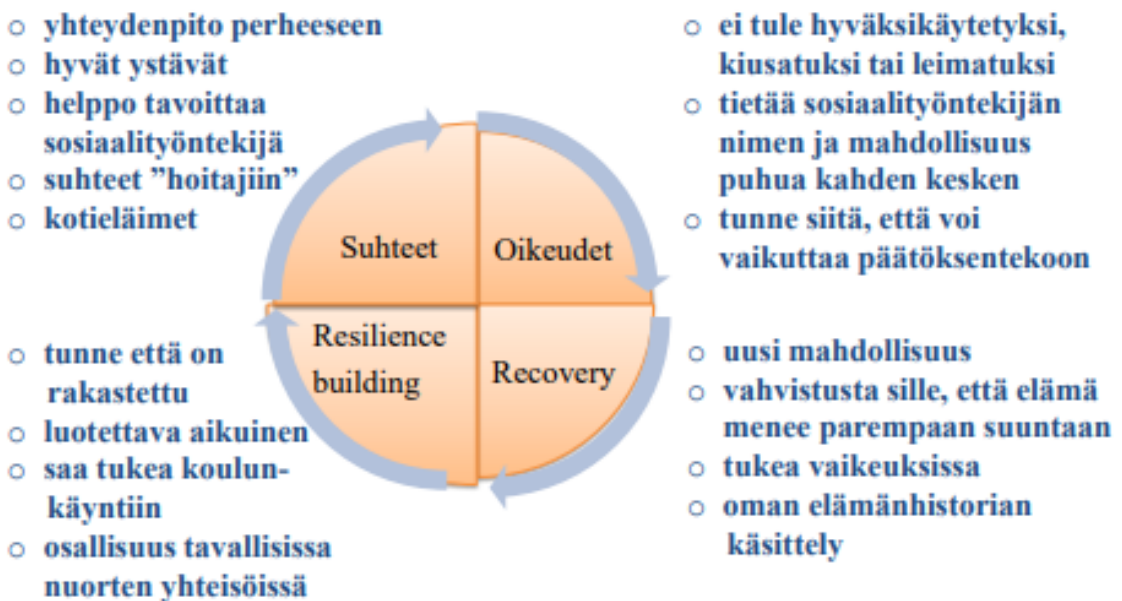 ○ yhteydenpito perheeseen
○ hyvät ystävät
○ helppo tavoittaa
sosiaalityöntekijä
○ suhteet ”hoitajiin”
○ kotieläimet
○ ei tule hyväksikäytetyksi,
kiusatuksi tai leimatuksi
○ tietää sosiaalityöntekijän
nimen ja mahdollisuus
puhua kahden kesken
○ tunne siitä, että voi
vaikuttaa päätöksentekoon
Suhteet
Oikeudet
Resilience
building
Recovery
○ tunne että on
rakastettu
○ luotettava aikuinen
○ saa tukea koulun-
käyntiin
○ osallisuus tavallisissa
nuorten yhteisöissä
○ uusi mahdollisuus
○ vahvistusta sille, että elämä
menee parempaan suuntaan
○ tukea vaikeuksissa
○ oman elämänhistorian
käsittely